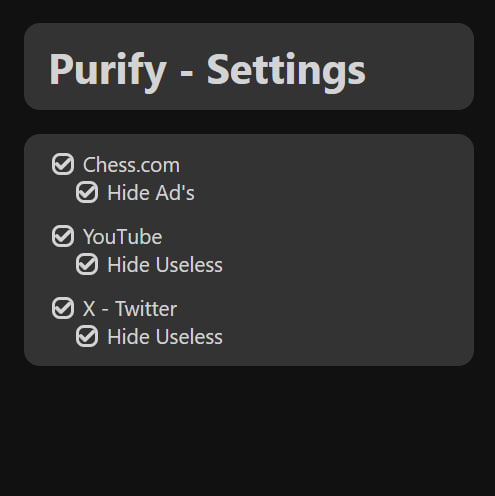 Purify - Settings
Chess.com
Hide Ad's
YouTube
Hide Useless
X - Twitter
Hide Useless